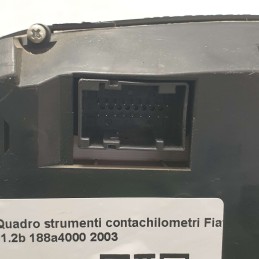 Quadro strumenti contachilometri Fia
1.2b 188a4000 2003